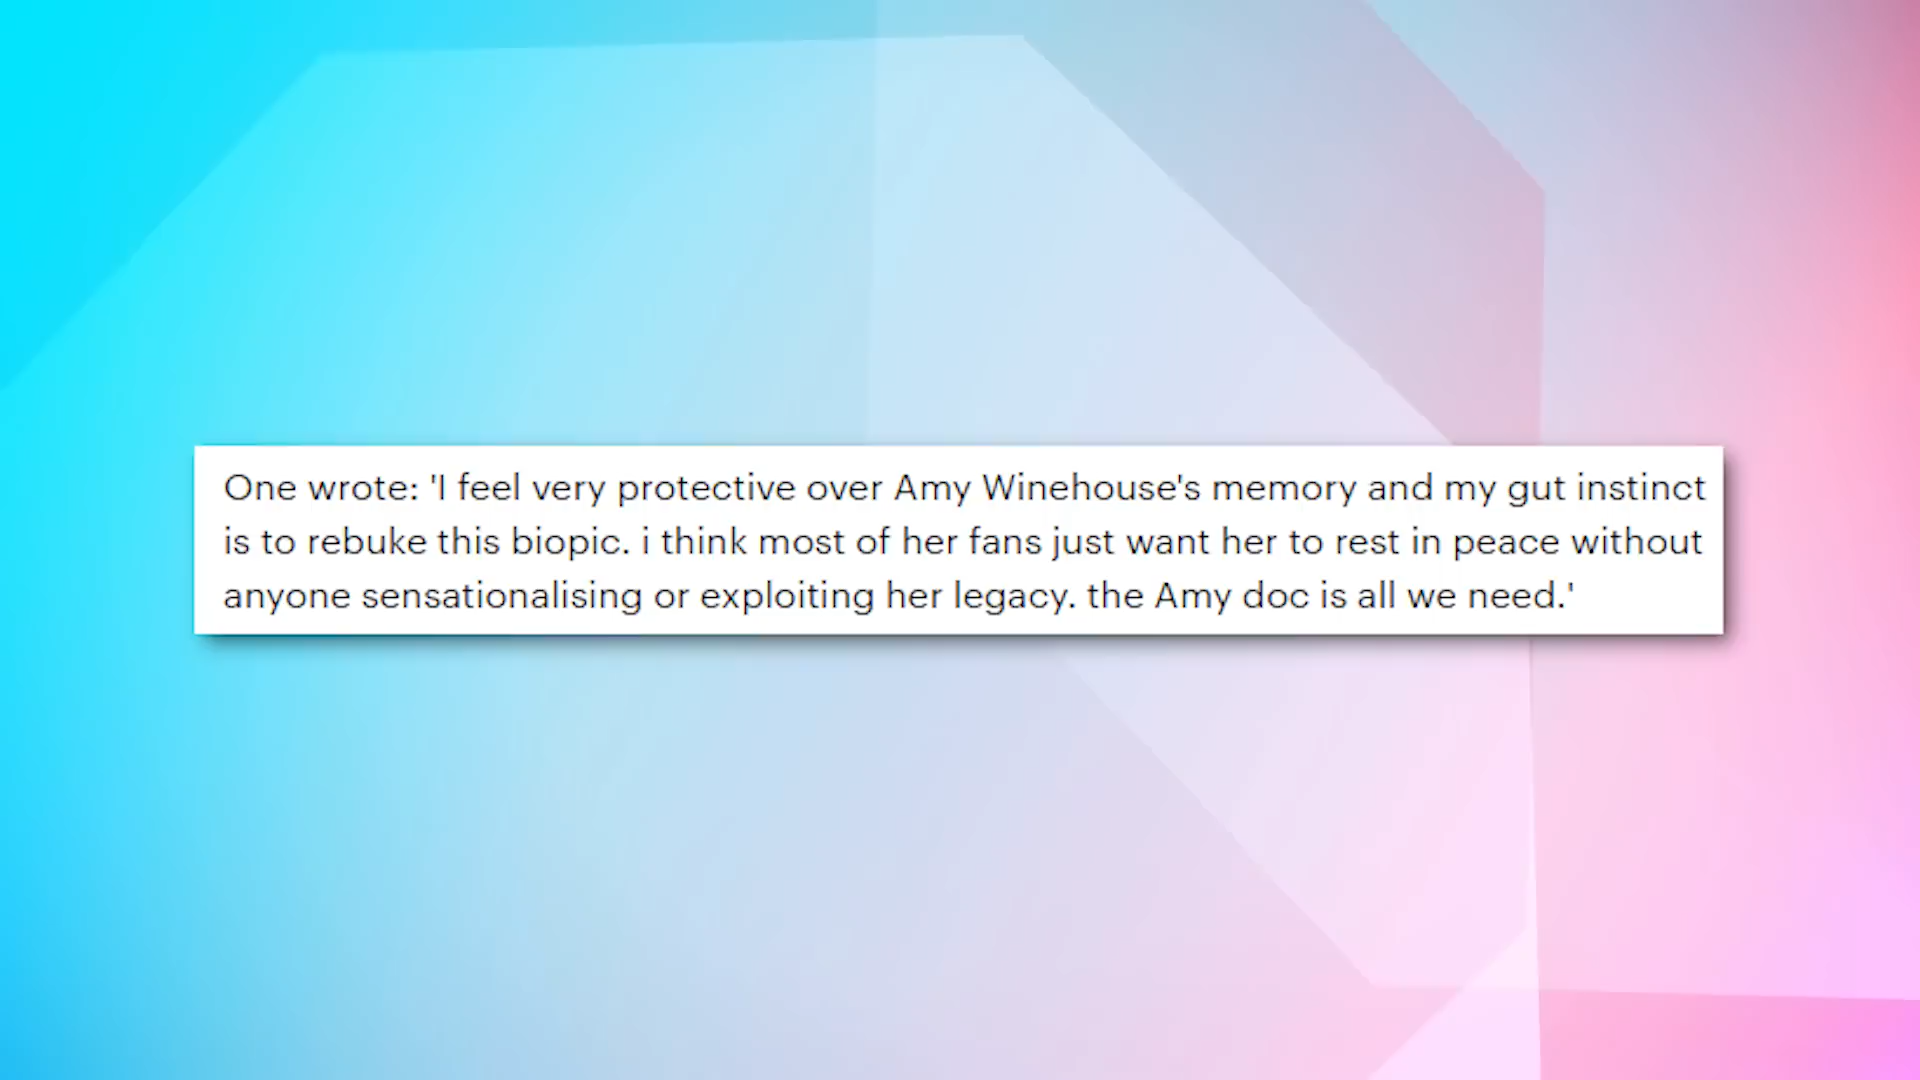 One wrote: 'I feel very protective over Amy Winehouse's memory and my gut instinct
is to rebuke this biopic. i think most of her fans just want her to rest in peace without
anyone sensationalising or exploiting her legacy. the Amy doc is all we need.'